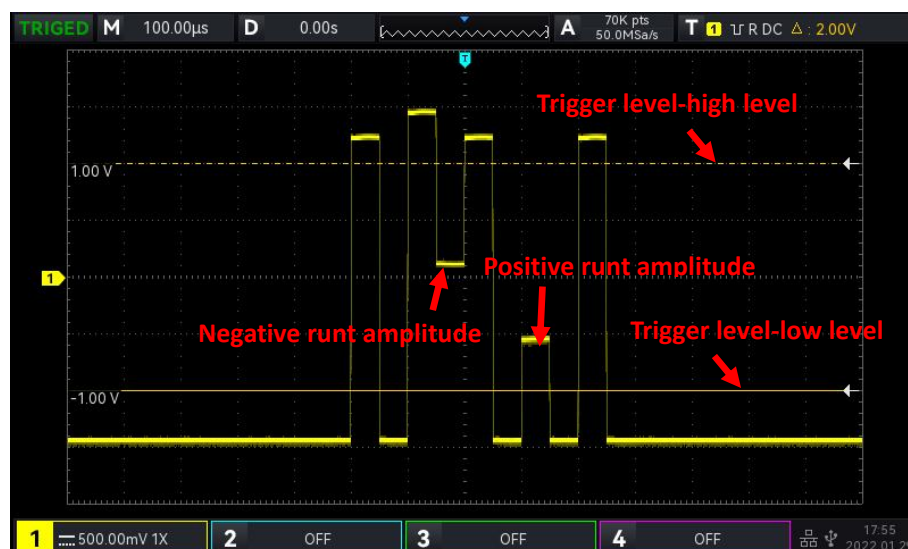 TRIGED M 100.00μs D 0.00s A 70K pts T 1 R DC Δ : 2.00V
50.0MSa/s
T
Trigger level-high level
1.00 V
1
Positive runt amplitude
Negative runt amplitude
Trigger level-low level
-1.00 V
1 500.00mV 1X 2 OFF 3 OFF 4 OFF 17:55